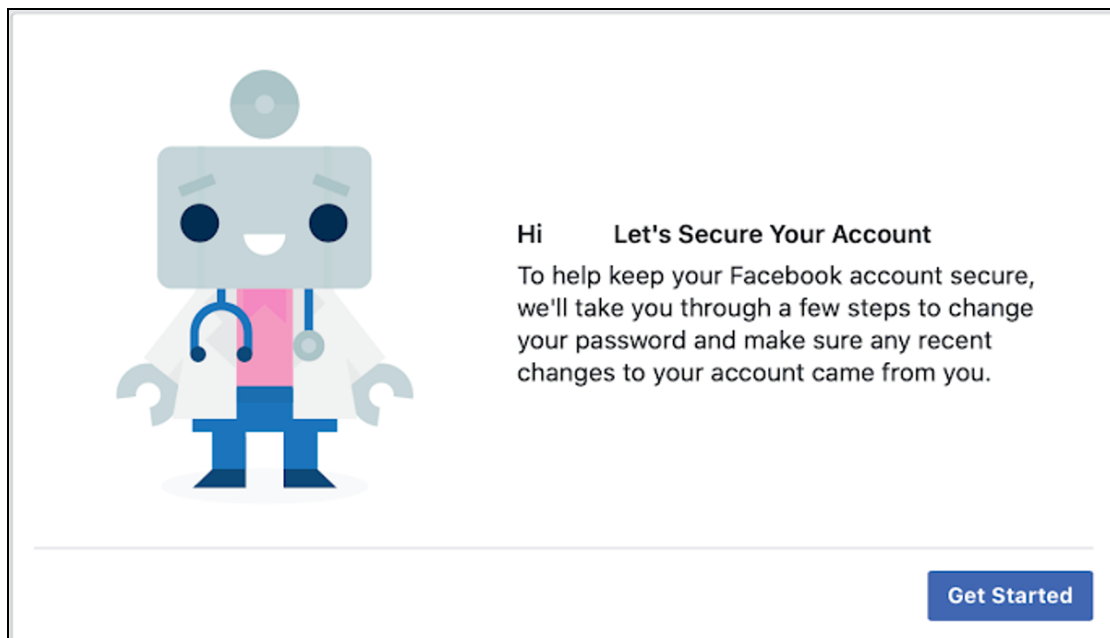 Hi Let's Secure Your Account
To help keep your Facebook account secure,
we'll take you through a few steps to change
your password and make sure any recent
changes to your account came from you.
Get Started